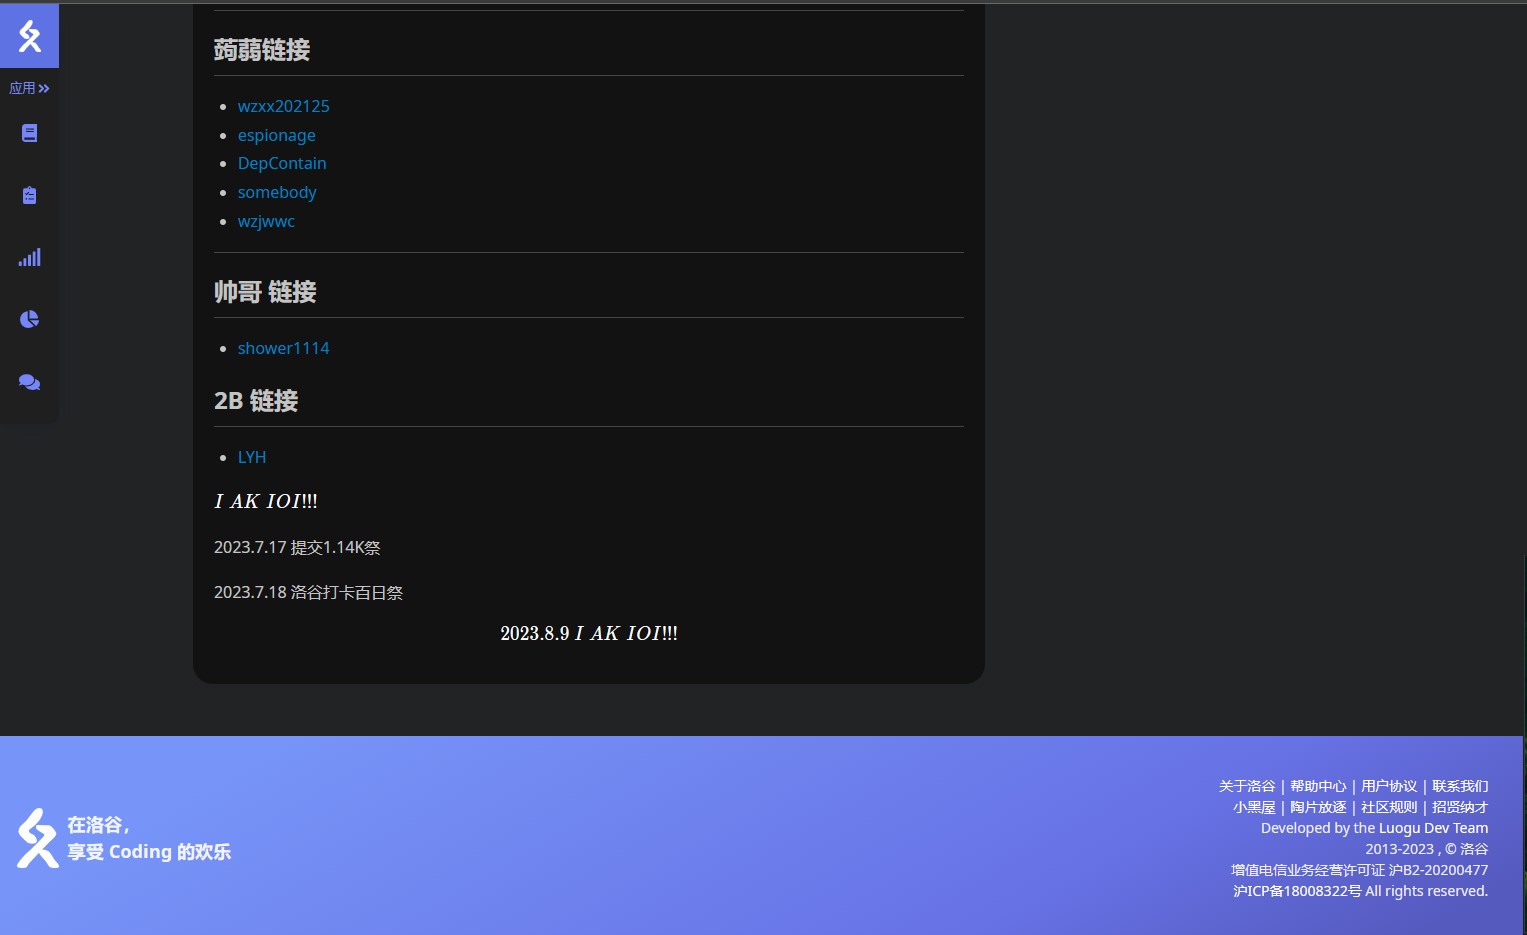 应用
蒟蒻链接
wzxx202125
espionage
DepContain
somebody
wzjwwc
帅哥 链接
shower1114
2B 链接
LYH
I AK IOI!!!
2023.7.17 提交1.14K祭
2023.7.18 洛谷打卡百日祭
2023.8.9 I AK IOI!!!
在洛谷，
享受 Coding 的欢乐
关于洛谷 | 帮助中心 | 用户协议 | 联系我们
小黑屋 | 陶片放逐 | 社区规则 | 招贤纳才
Developed by the Luogu Dev Team
2013-2023 , © 洛谷
增值电信业务经营许可证 沪B2-20200477
沪ICP备18008322号 All rights reserved.